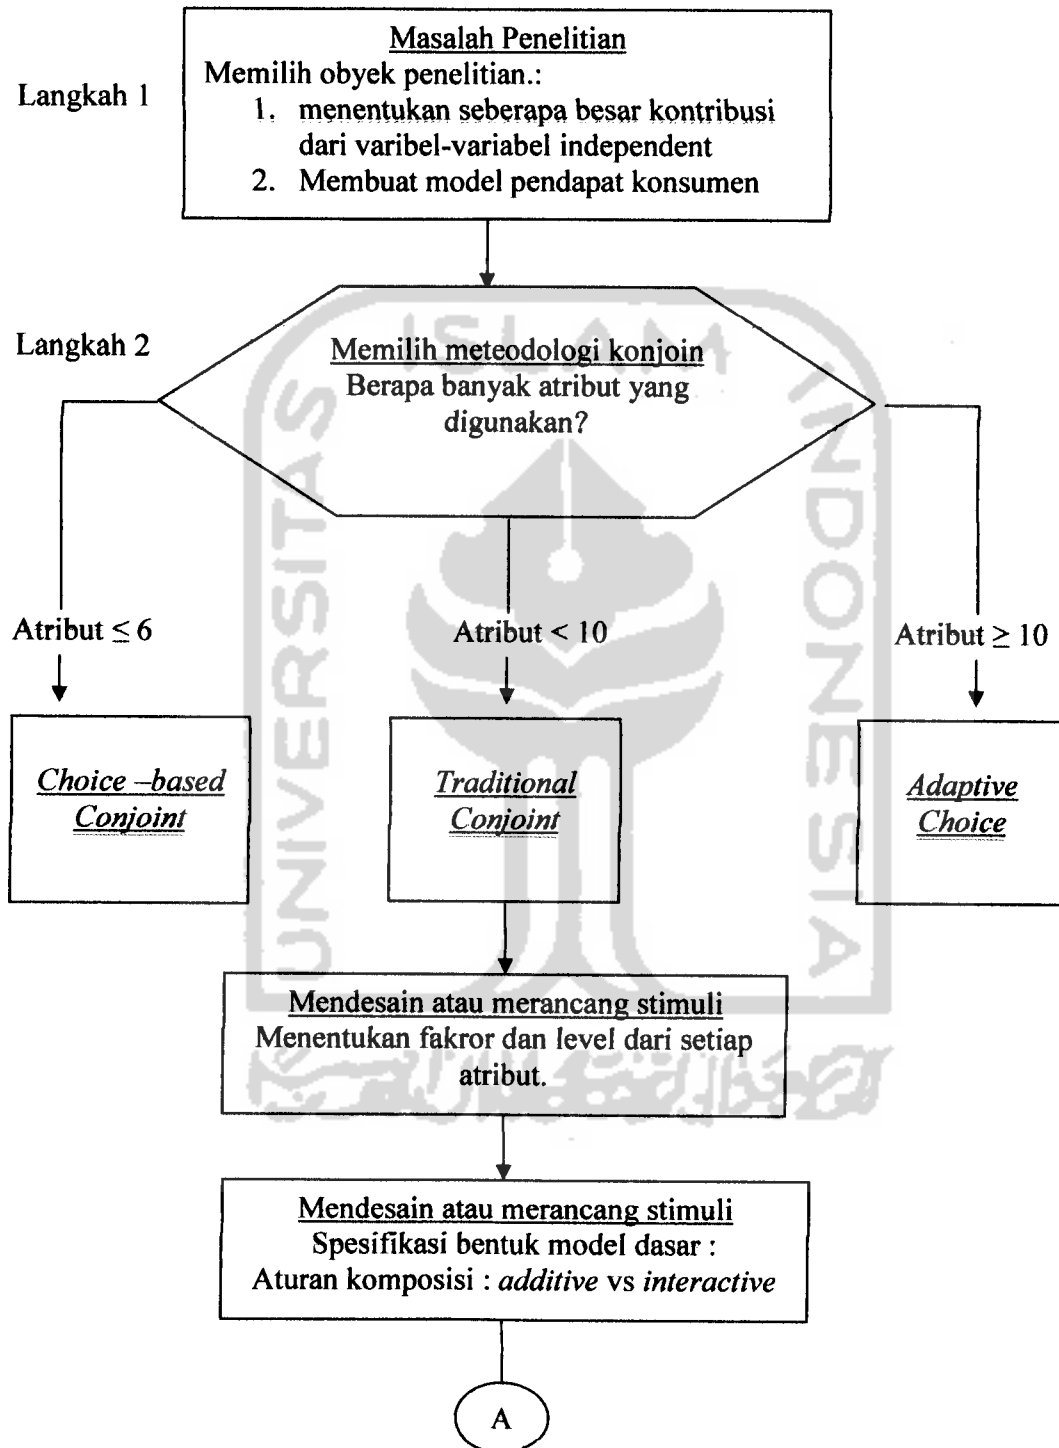 Masalah Penelitian
Langkah 1
Memilih obyek penelitian.:
1. menentukan seberapa besar kontribusi
dari varibel-variabel independent
2. Membuat model pendapat konsumen
Langkah 2
Memilih meteodologi konjoin
Berapa banyak atribut yang
digunakan?
Atribut ≤ 6
Atribut < 10
Atribut ≥ 10
Choice –based
Conjoint
Traditional
Conjoint
Adaptive
Choice
Mendesain atau merancang stimuli
Menentukan fakror dan level dari setiap
atribut.
Mendesain atau merancang stimuli
Spesifikasi bentuk model dasar :
Aturan komposisi : additive vs interactive
A
UNIVERSITAS
ISLAM
INDONESIA